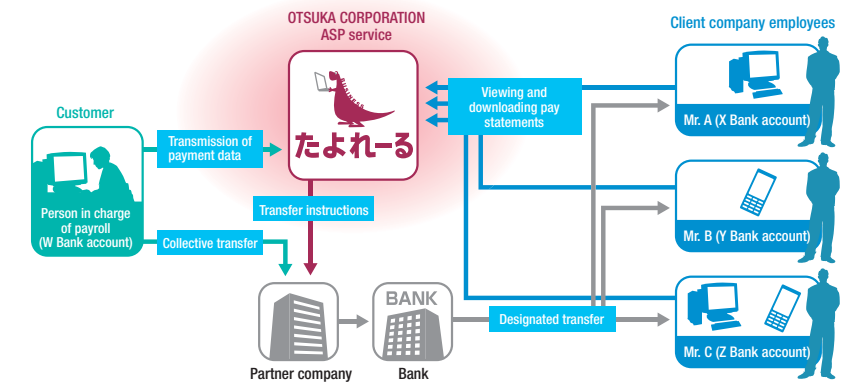 OTSUKA CORPORATION
ASP service
Client company employees
BUSINESS
たよれーる
Customer
Transmission of
payment data
Viewing and
downloading pay
statements
Mr. A (X Bank account)
Person in charge
of payroll
(W Bank account)
Transfer instructions
Collective transfer
Mr. B (Y Bank account)
BANK
Designated transfer
Mr. C (Z Bank account)
Partner company
Bank